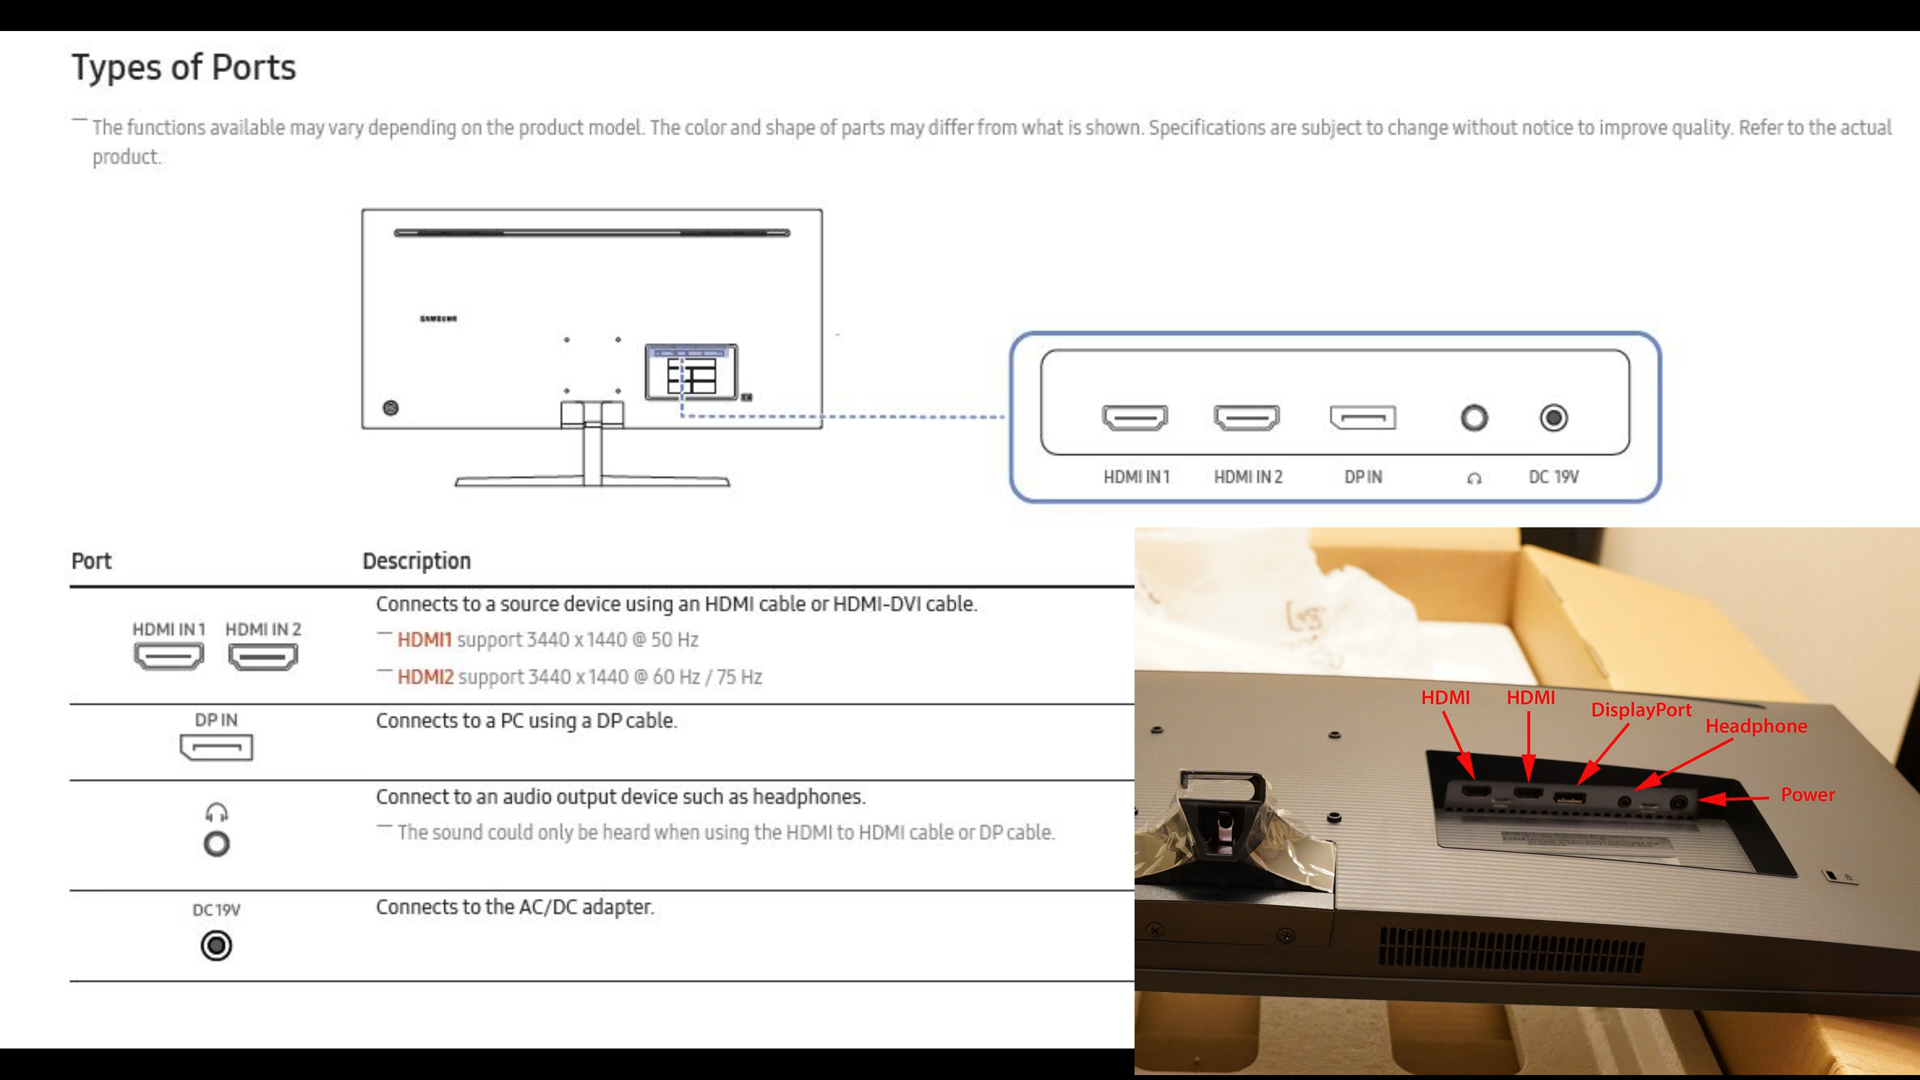 Types of Ports
― The functions available may vary depending on the product model. The color and shape of parts may differ from what is shown. Specifications are subject to change without notice to improve quality. Refer to the actual
product.
SAMSUNG
HDMI IN 1 HDMI IN 2 DP IN DC 19V
Port Description
HDMI IN 1 HDMI IN 2
Connects to a source device using an HDMI cable or HDMI-DVI cable.
― HDMI1 support 3440 x 1440 @ 50 Hz
― HDMI2 support 3440 x 1440 @ 60 Hz / 75 Hz
DP IN
Connects to a PC using a DP cable.
Connect to an audio output device such as headphones.
― The sound could only be heard when using the HDMI to HDMI cable or DP cable.
DC 19V
Connects to the AC/DC adapter.
HDMI HDMI
DisplayPort
Headphone
Power